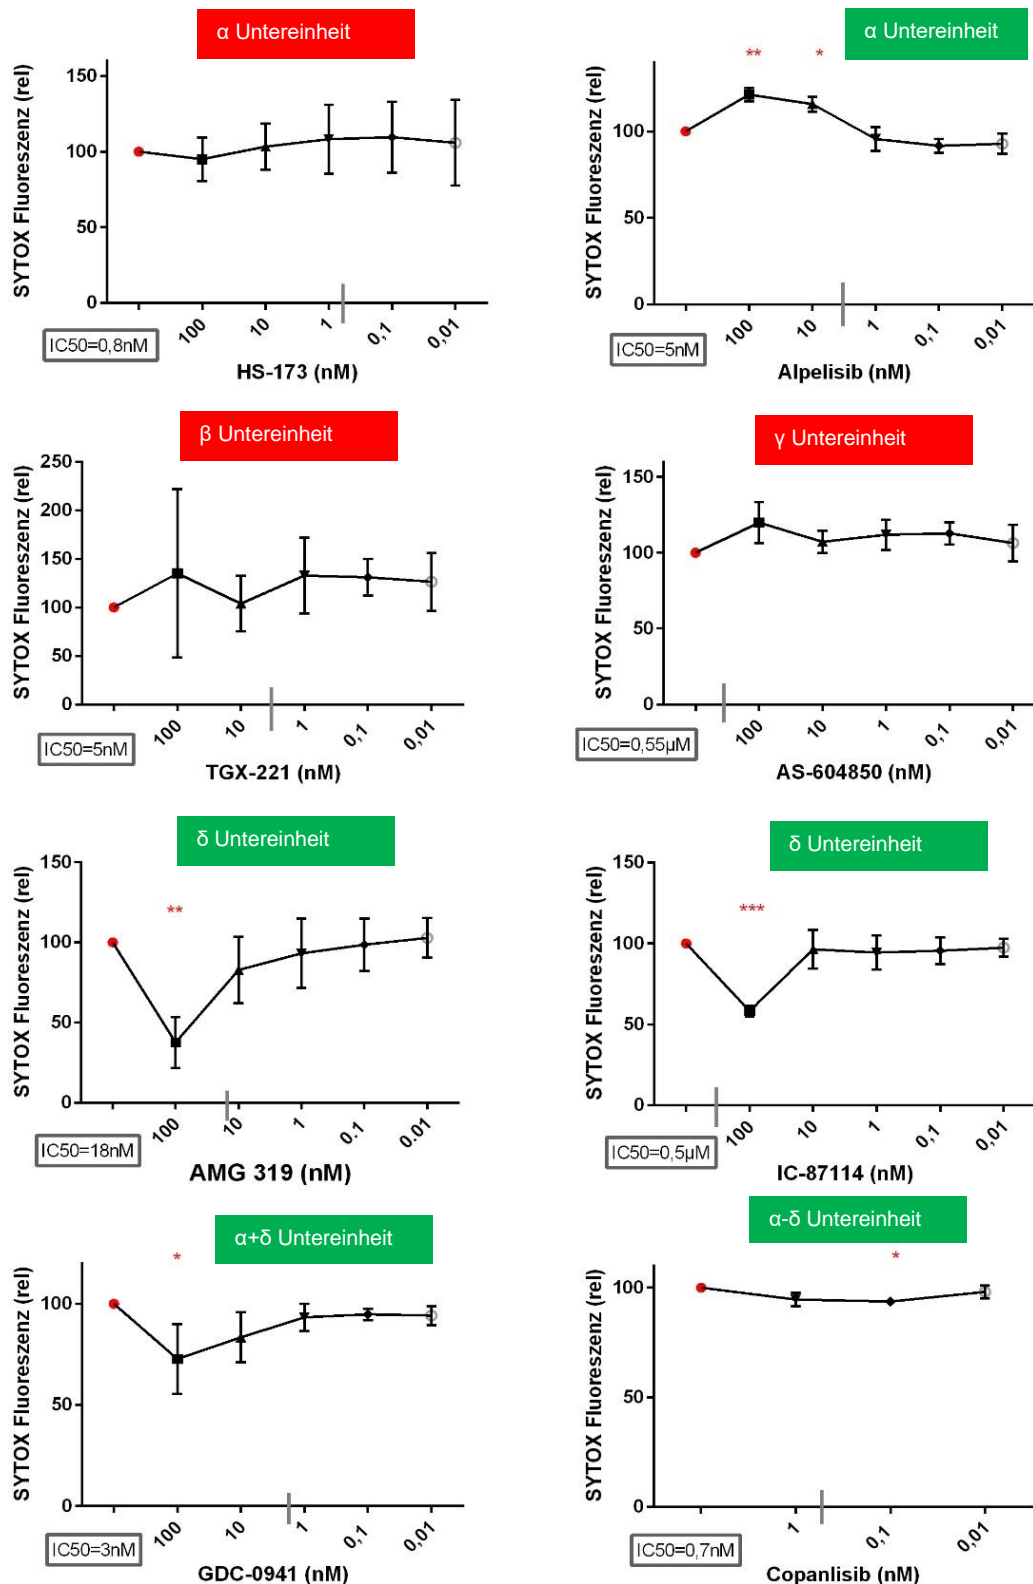 α Untereinheit
SYTOX Fluoreszenz (rel)
150
100
50
0
100
10
1
0,1
0,01
IC50=0,8nM
HS-173 (nM)
α Untereinheit
** *
SYTOX Fluoreszenz (rel)
100
50
0
100
10
1
0,1
0,01
IC50=5nM
Alpelisib (nM)
β Untereinheit
SYTOX Fluoreszenz (rel)
250
200
150
100
50
0
100
10
1
0,1
0,01
IC50=5nM
TGX-221 (nM)
γ Untereinheit
SYTOX Fluoreszenz (rel)
150
100
50
0
100
10
1
0,1
0,01
IC50=0,55µM
AS-604850 (nM)
δ Untereinheit
**
SYTOX Fluoreszenz (rel)
150
100
50
0
100
10
1
0.1
0.01
IC50=18nM
AMG 319 (nM)
δ Untereinheit
***
SYTOX Fluoreszenz (rel)
150
100
50
0
100
10
1
0,1
0,01
IC50=0,5µM
IC-87114 (nM)
α+δ Untereinheit
*
SYTOX Fluoreszenz (rel)
100
50
0
100
10
1
0,1
0,01
IC50=3nM
GDC-0941 (nM)
α-δ Untereinheit
*
SYTOX Fluoreszenz (rel)
100
50
0
1
0,1
0,01
IC50=0,7nM
Copanlisib (nM)